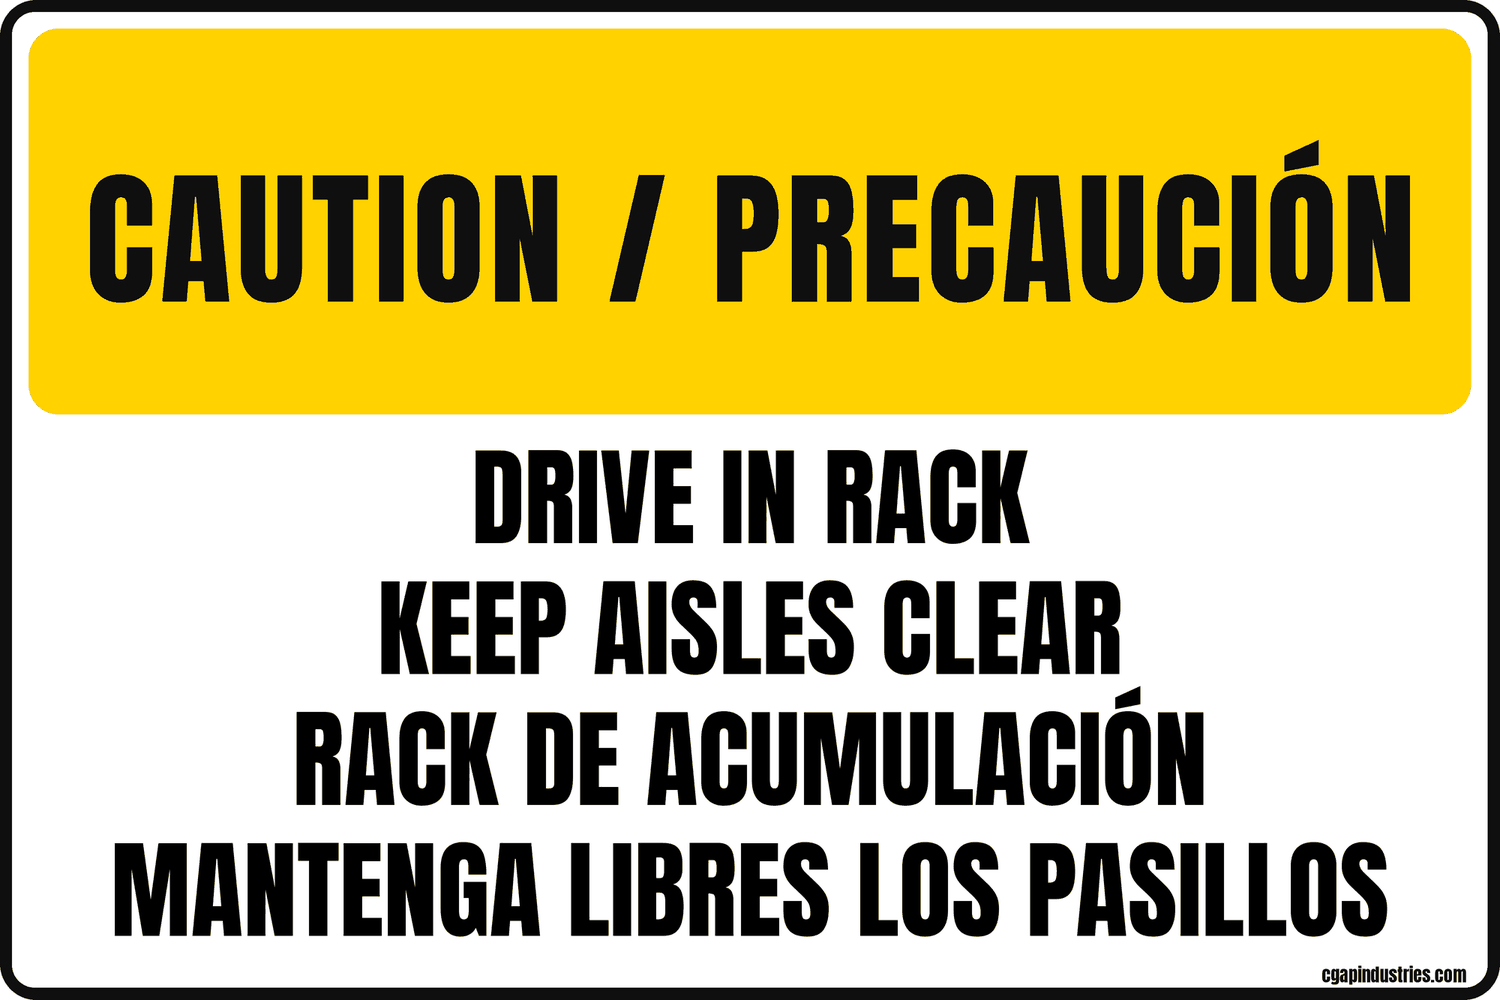 CAUTION / PRECAUCIÓN
DRIVE IN RACK
KEEP AISLES CLEAR
RACK DE ACUMULACIÓN
MANTENGA LIBRES LOS PASILLOS
cgapindustries.com